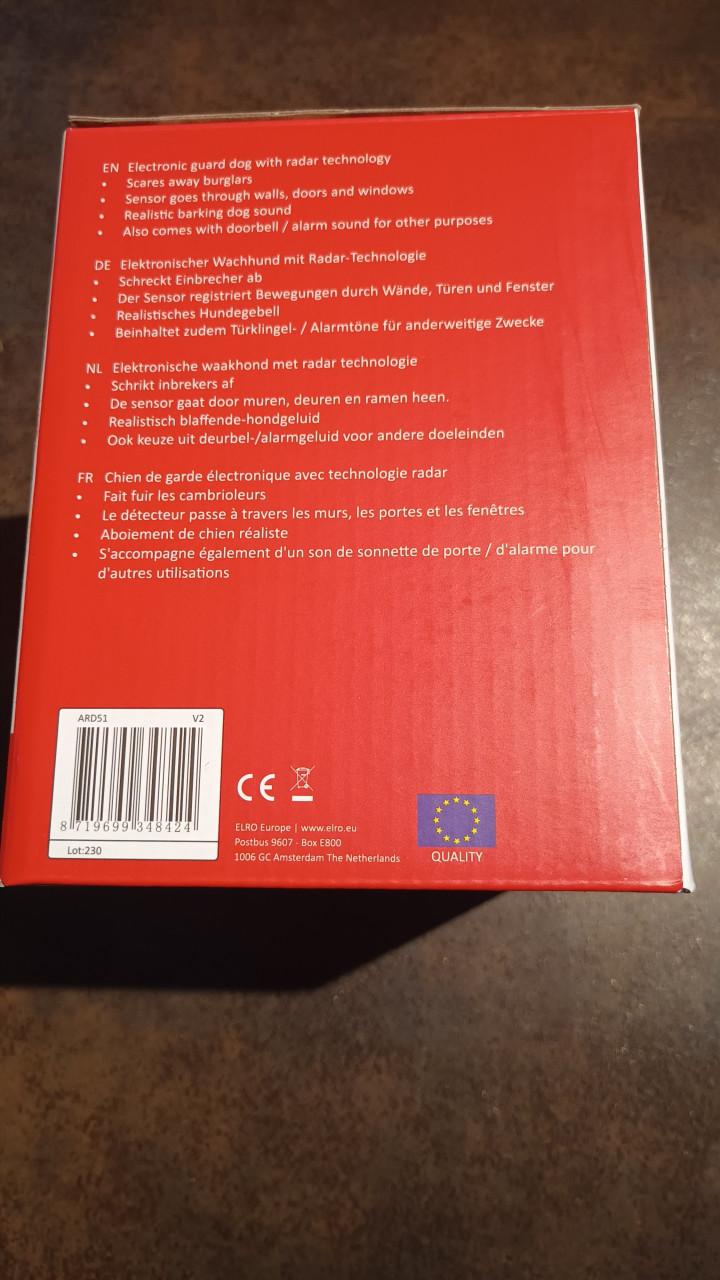 EN Electronic guard dog with radar technology
• Scares away burglars
• Sensor goes through walls, doors and windows
• Realistic barking dog sound
• Also comes with doorbell / alarm sound for other purposes
DE Elektronischer Wachhund mit Radar-Technologie
• Schreckt Einbrecher ab
• Der Sensor registriert Bewegungen durch Wände, Türen und Fenster
• Realistisches Hundegebell
• Beinhaltet zudem Türklingel- / Alarmtöne für anderweitige Zwecke
NL Elektronische waakhond met radar technologie
• Schrikt inbrekers af
• De sensor gaat door muren, deuren en ramen heen.
• Realistisch blaffende-hondgeluid
• Ook keuze uit deurbel-/alarmgeluid voor andere doeleinden
FR Chien de garde électronique avec technologie radar
• Fait fuir les cambrioleurs
• Le détecteur passe à travers les murs, les portes et les fenêtres
• Aboiement de chien réaliste
• S'accompagne également d'un son de sonnette de porte / d'alarme pour
d'autres utilisations
ARD51 V2
8 719699 348424
Lot:230
CE
ELRO Europe | www.elro.eu
Postbus 9607 - Box E800
1006 GC Amsterdam The Netherlands
QUALITY